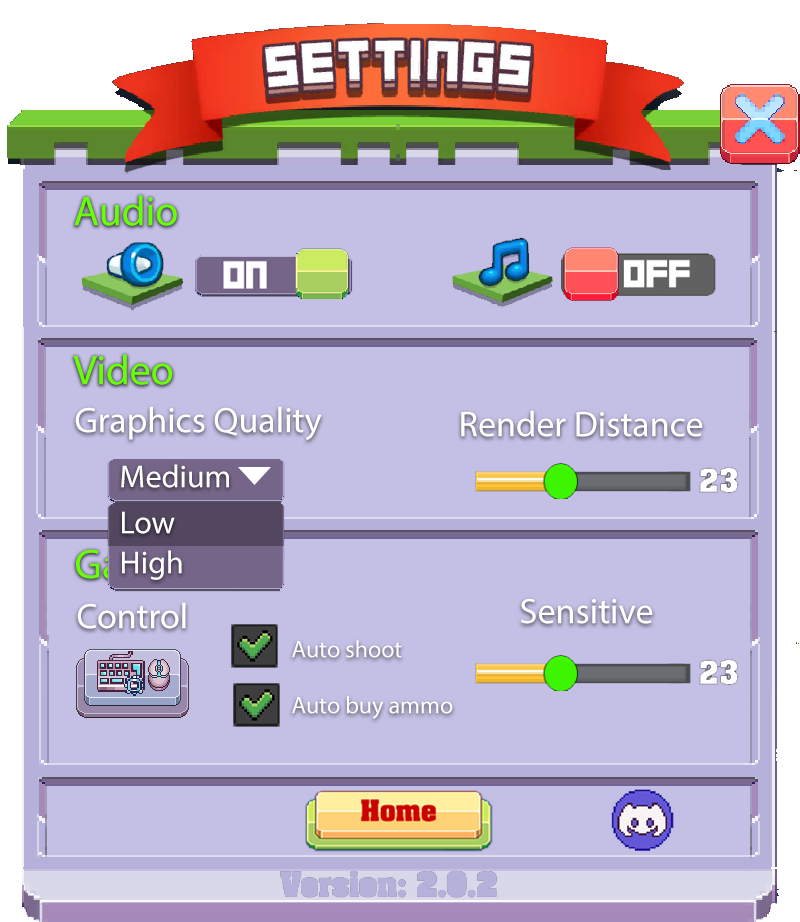 SETTINGS
Audio
ON
OFF
Video
Graphics Quality
Render Distance
Medium
23
Low
High
Ga
Control
Sensitive
Auto shoot
23
Auto buy ammo
Home
Version: 2.0.2